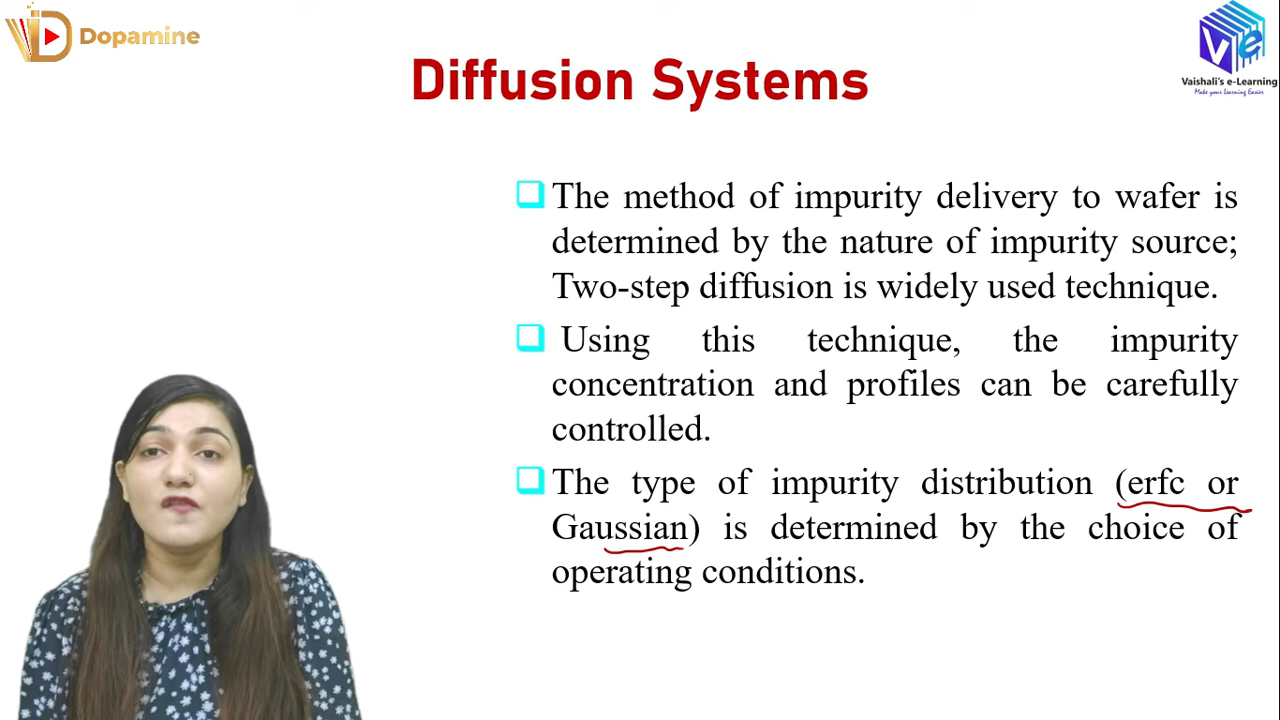 Dopamine
Vaishali's e-Learning
Make your Learning Easier
Diffusion Systems
The method of impurity delivery to wafer is
determined by the nature of impurity source;
Two-step diffusion is widely used technique.
Using this technique, the impurity
concentration and profiles can be carefully
controlled.
The type of impurity distribution (erfc or
Gaussian) is determined by the choice of
operating conditions.